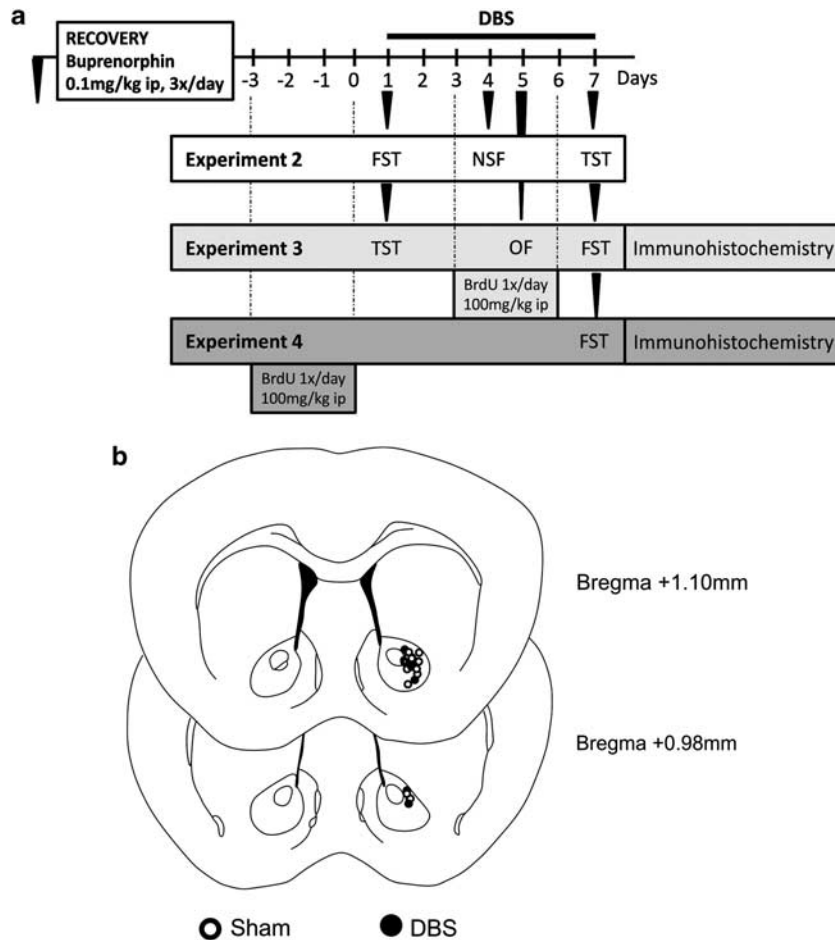 a
DBS
RECOVERY
Buprenorphin
0.1mg/kg ip, 3x/day
-3 -2 -1 0 1 2 3 4 5 6 7 Days
Experiment 2 FST NSF TST
Experiment 3 TST OF FST Immunohistochemistry
BrdU 1x/day
100mg/kg ip
Experiment 4 FST Immunohistochemistry
BrdU 1x/day
100mg/kg ip
b
Bregma +1.10mm
Bregma +0.98mm
Sham DBS